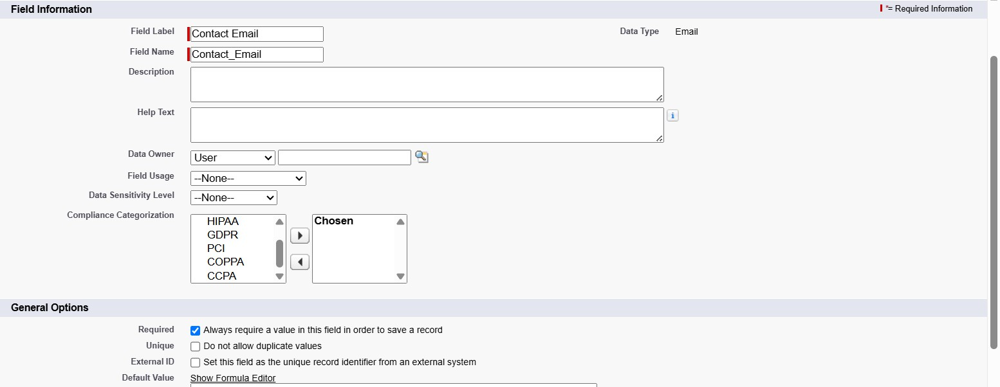 Field Information
*= Required Information
Field Label Contact Email Data Type Email
Field Name Contact_Email
Description
Help Text
i
Data Owner User
Field Usage --None--
Data Sensitivity Level --None--
Compliance Categorization
HIPAA
GDPR
PCI
COPPA
CCPA
Chosen
General Options
Required Always require a value in this field in order to save a record
Unique Do not allow duplicate values
External ID Set this field as the unique record identifier from an external system
Default Value Show Formula Editor